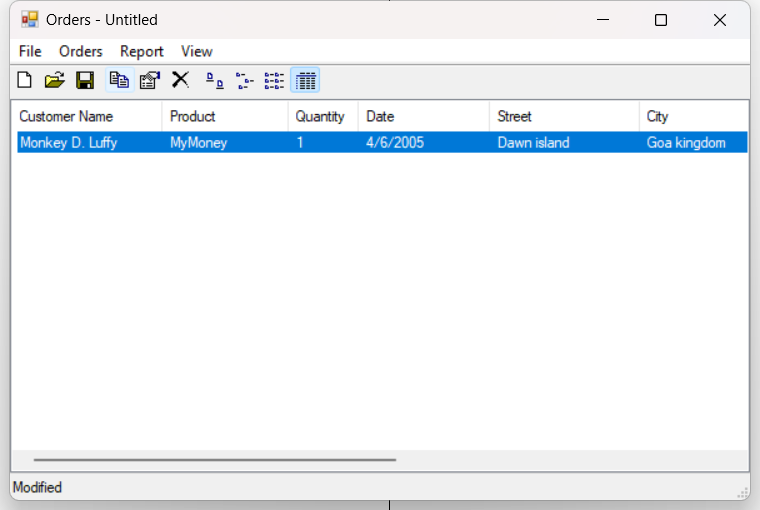 Orders - Untitled
File Orders Report View
Customer Name Product Quantity Date Street City
Monkey D. Luffy MyMoney 1 4/6/2005 Dawn island Goa kingdom
Modified